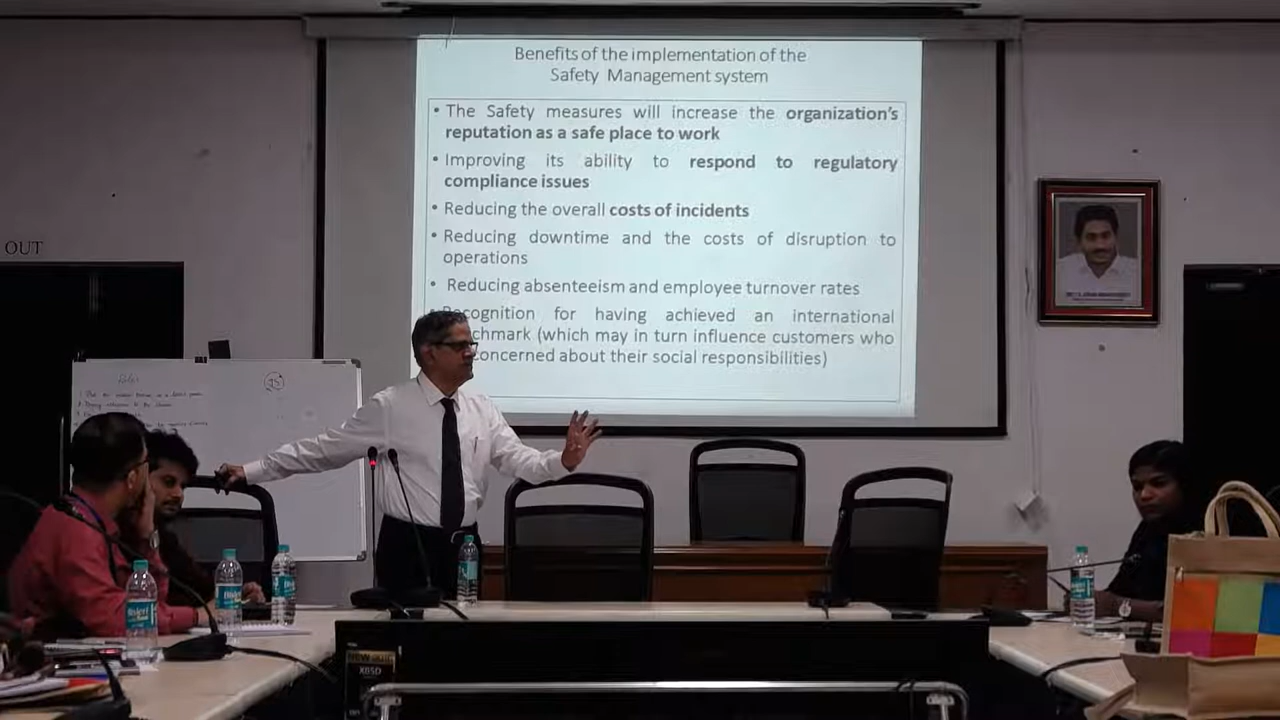 Benefits of the implementation of the
Safety Management system
• The Safety measures will increase the organization's
reputation as a safe place to work
• Improving its ability to respond to regulatory
compliance issues
• Reducing the overall costs of incidents
• Reducing downtime and the costs of disruption to
operations
• Reducing absenteeism and employee turnover rates
ecognition for having achieved an international
chmark (which may in turn influence customers who
concerned about their social responsibilities)
OUT
Bisleri
Bisleri
XBSD